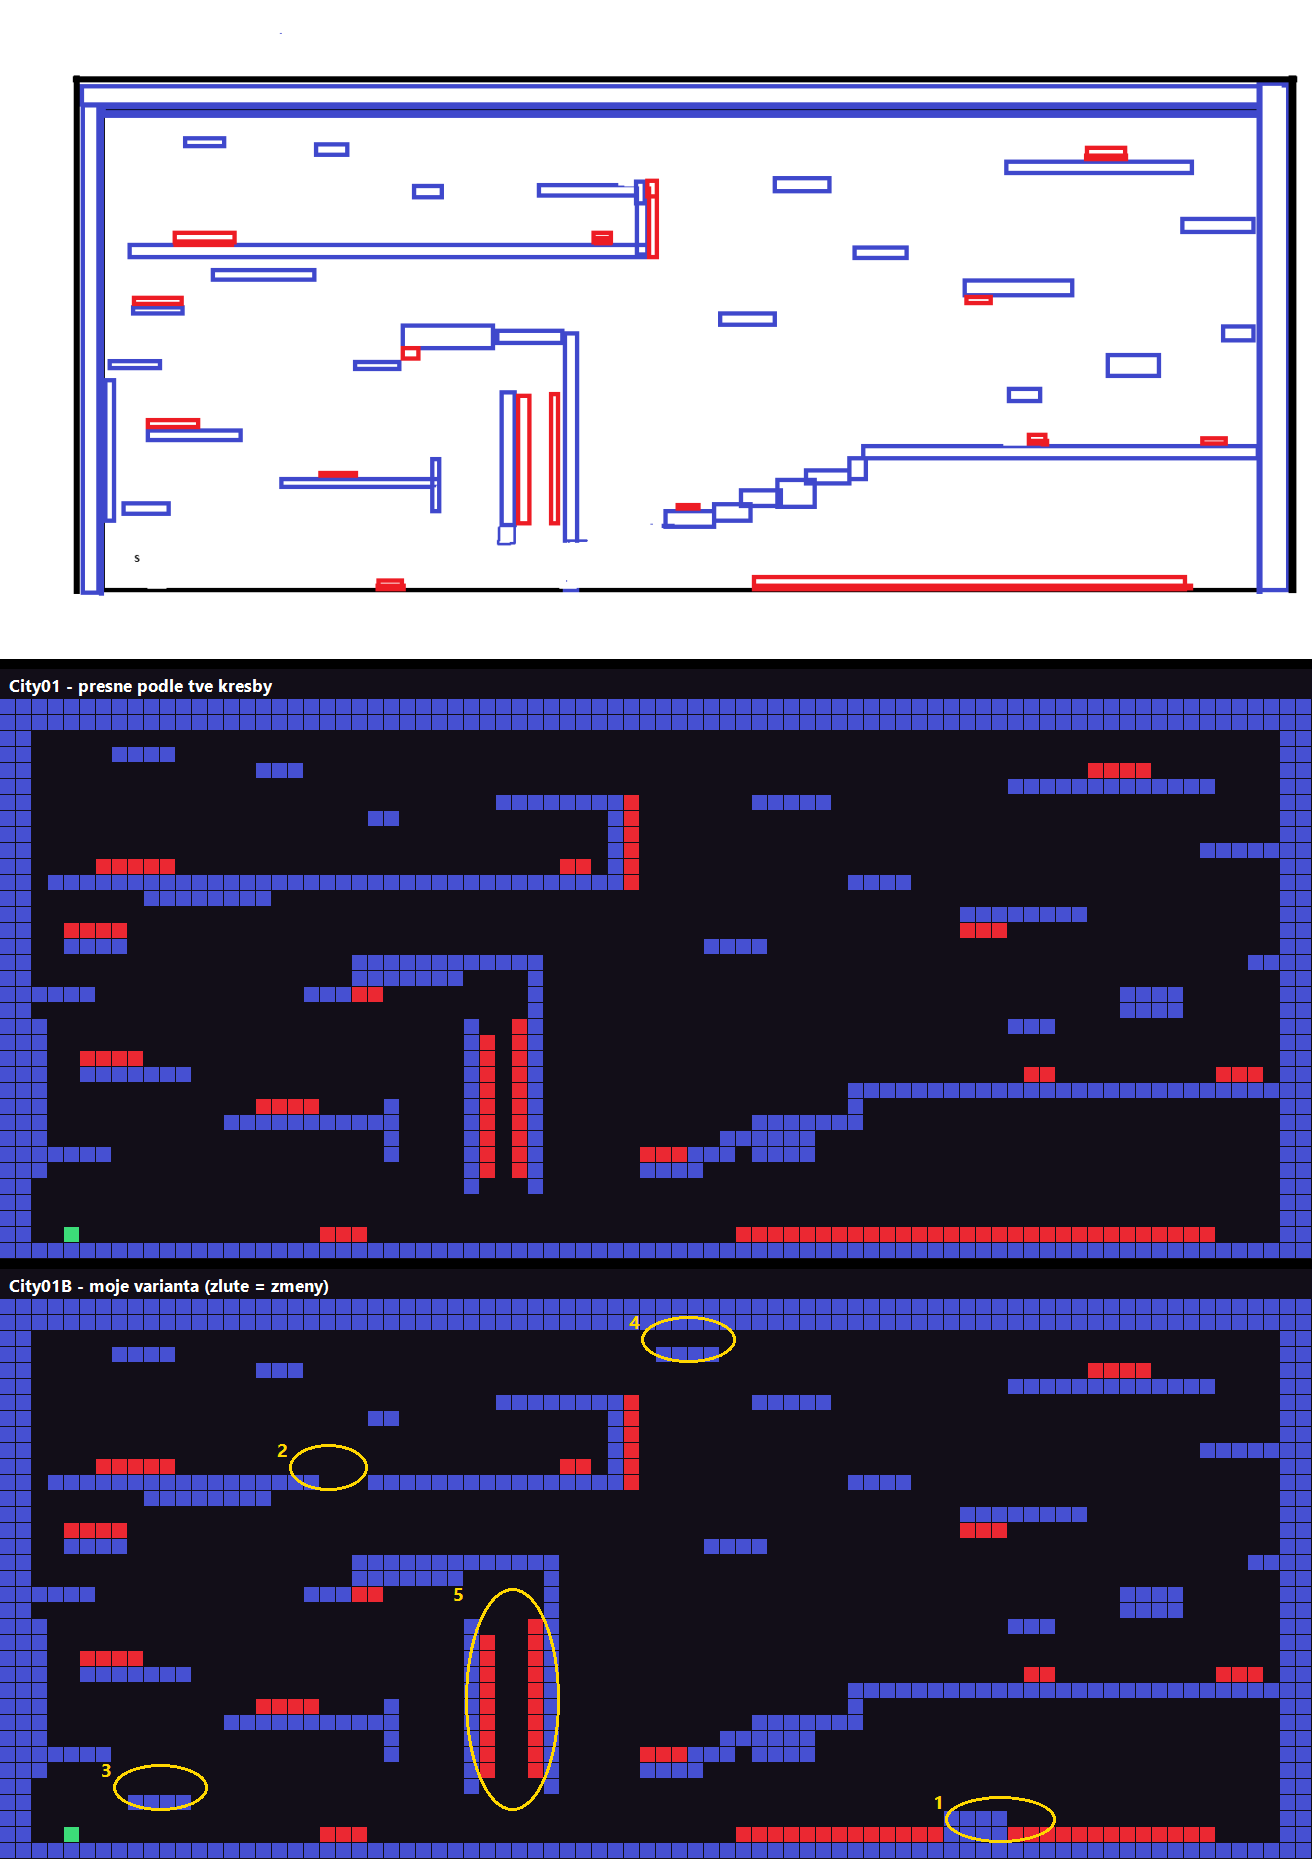 s
City01 - presne podle tve kresby
City01B - moje varianta (zlute = zmeny)
4
2
5
3
1